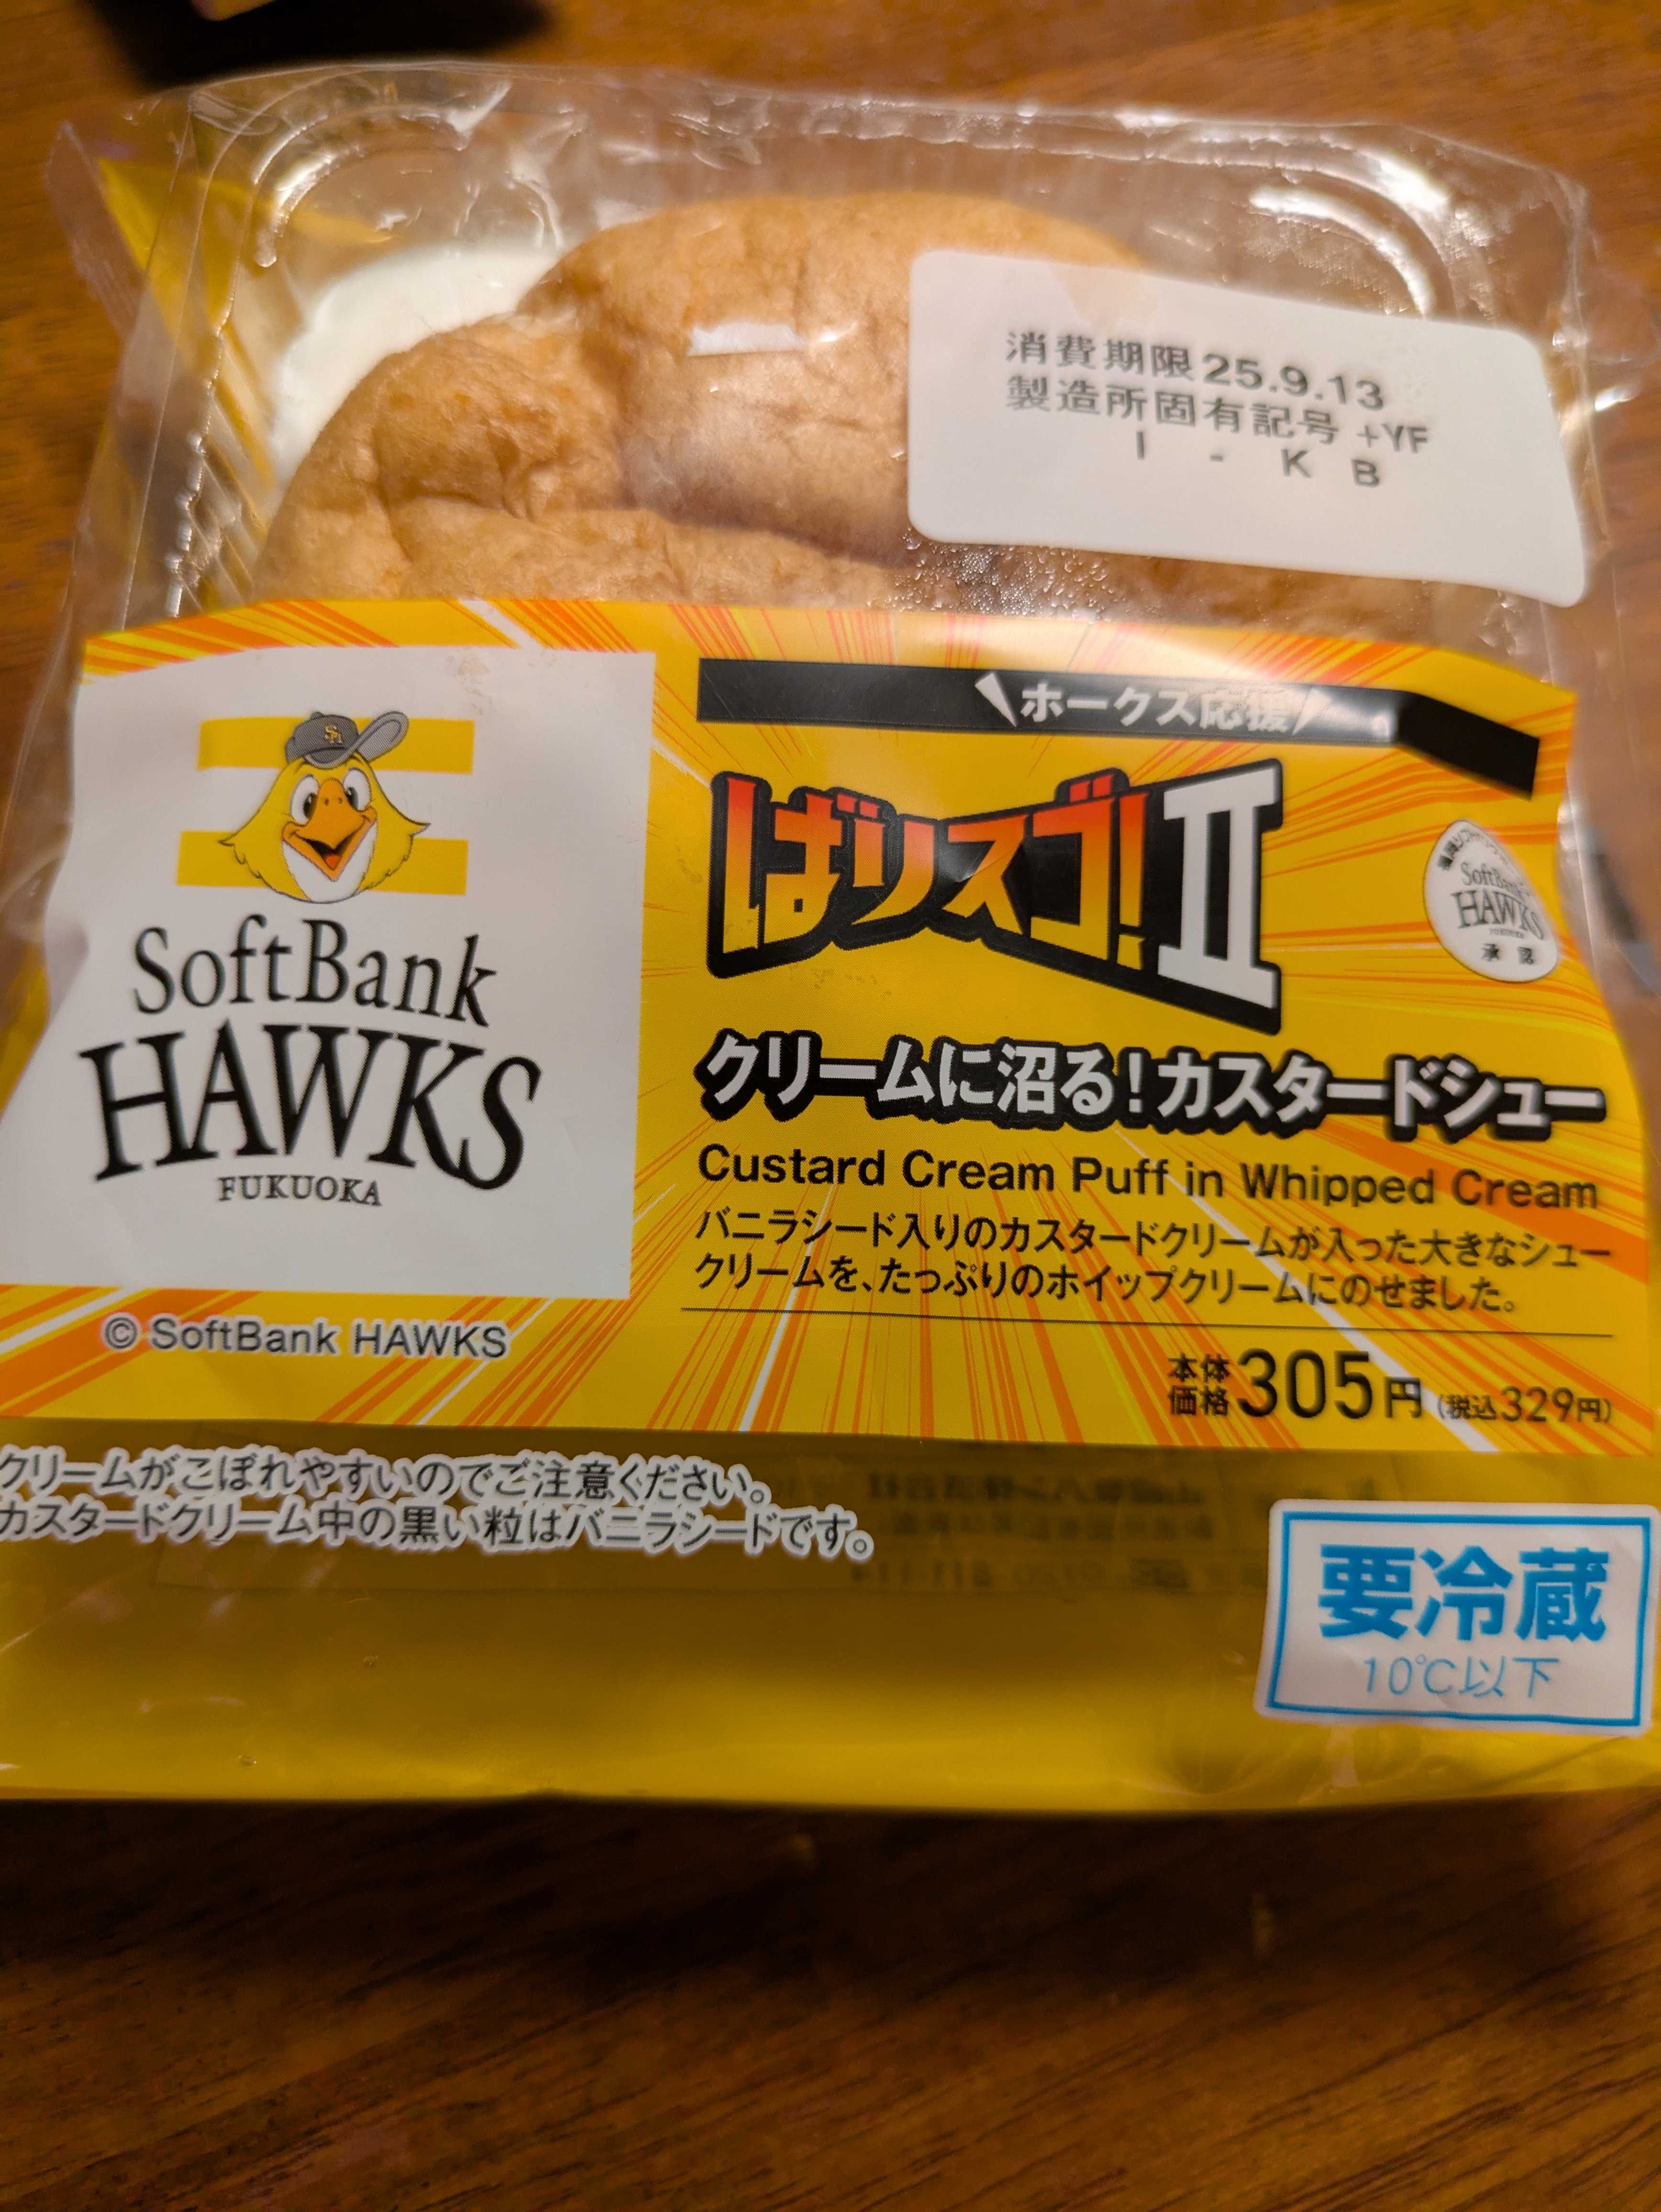 消費期限25.9.13
製造所固有記号 +YF
I - K B
ホークス応援
ばリスゴ!II
SH
SoftBank
HAWKS
FUKUOKA
SoftBank
HAWKS
承認
クリームに沼る!カスタードシュー
Custard Cream Puff in Whipped Cream
バニラシード入りのカスタードクリームが入った大きなシュー
クリームを、たっぷりのホイップクリームにのせました。
© SoftBank HAWKS
本体価格305円(税込329円)
クリームがこぼれやすいのでご注意ください。
カスタードクリーム中の黒い粒はバニラシードです。
要冷蔵
10℃以下